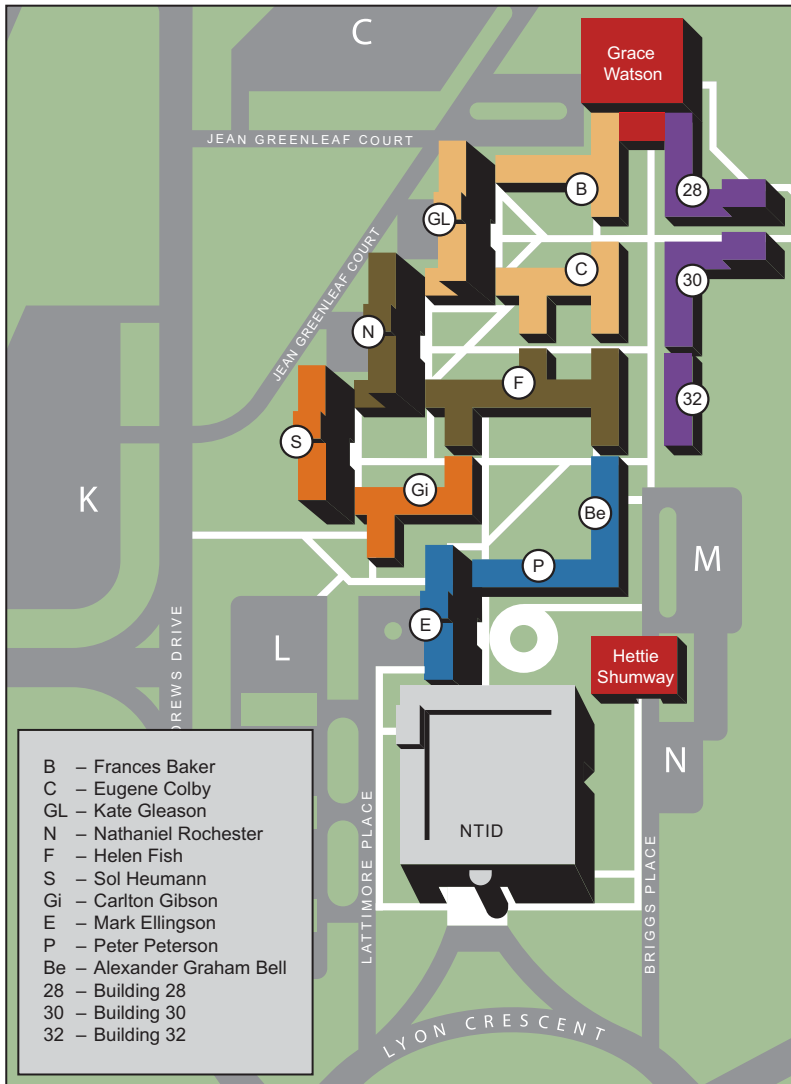 C
Grace
Watson
JEAN GREENLEAF COURT
B
28
GL
JEAN GREENLEAF COURT
C
30
N
F
32
S
Gi
K
Be
M
P
E
L
Hettie
Shumway
DREWS DRIVE
N
B – Frances Baker
C – Eugene Colby
GL – Kate Gleason
N – Nathaniel Rochester
F – Helen Fish
S – Sol Heumann
Gi – Carlton Gibson
E – Mark Ellingson
P – Peter Peterson
Be – Alexander Graham Bell
28 – Building 28
30 – Building 30
32 – Building 32
NTID
LATTIMORE PLACE
BRIGGS PLACE
LYON CRESCENT